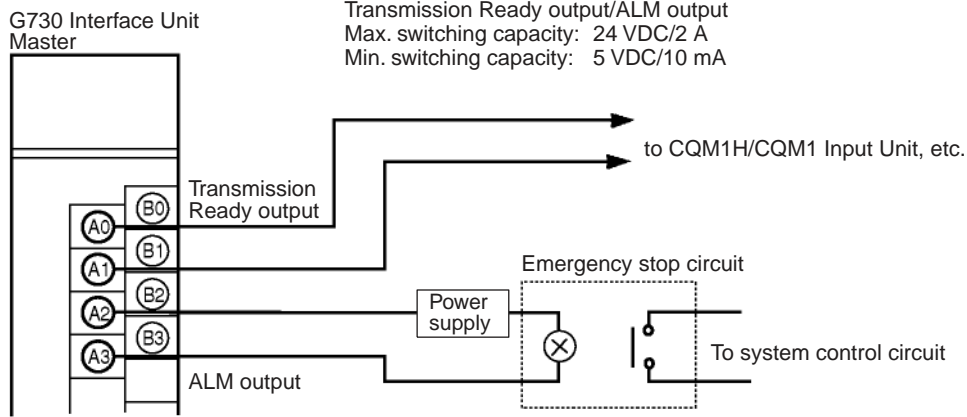 G730 Interface Unit
Master
Transmission Ready output/ALM output
Max. switching capacity: 24 VDC/2 A
Min. switching capacity: 5 VDC/10 mA
to CQM1H/CQM1 Input Unit, etc.
Transmission
Ready output
B0
A0
B1
A1
B2
A2
B3
A3
Emergency stop circuit
Power
supply
To system control circuit
ALM output